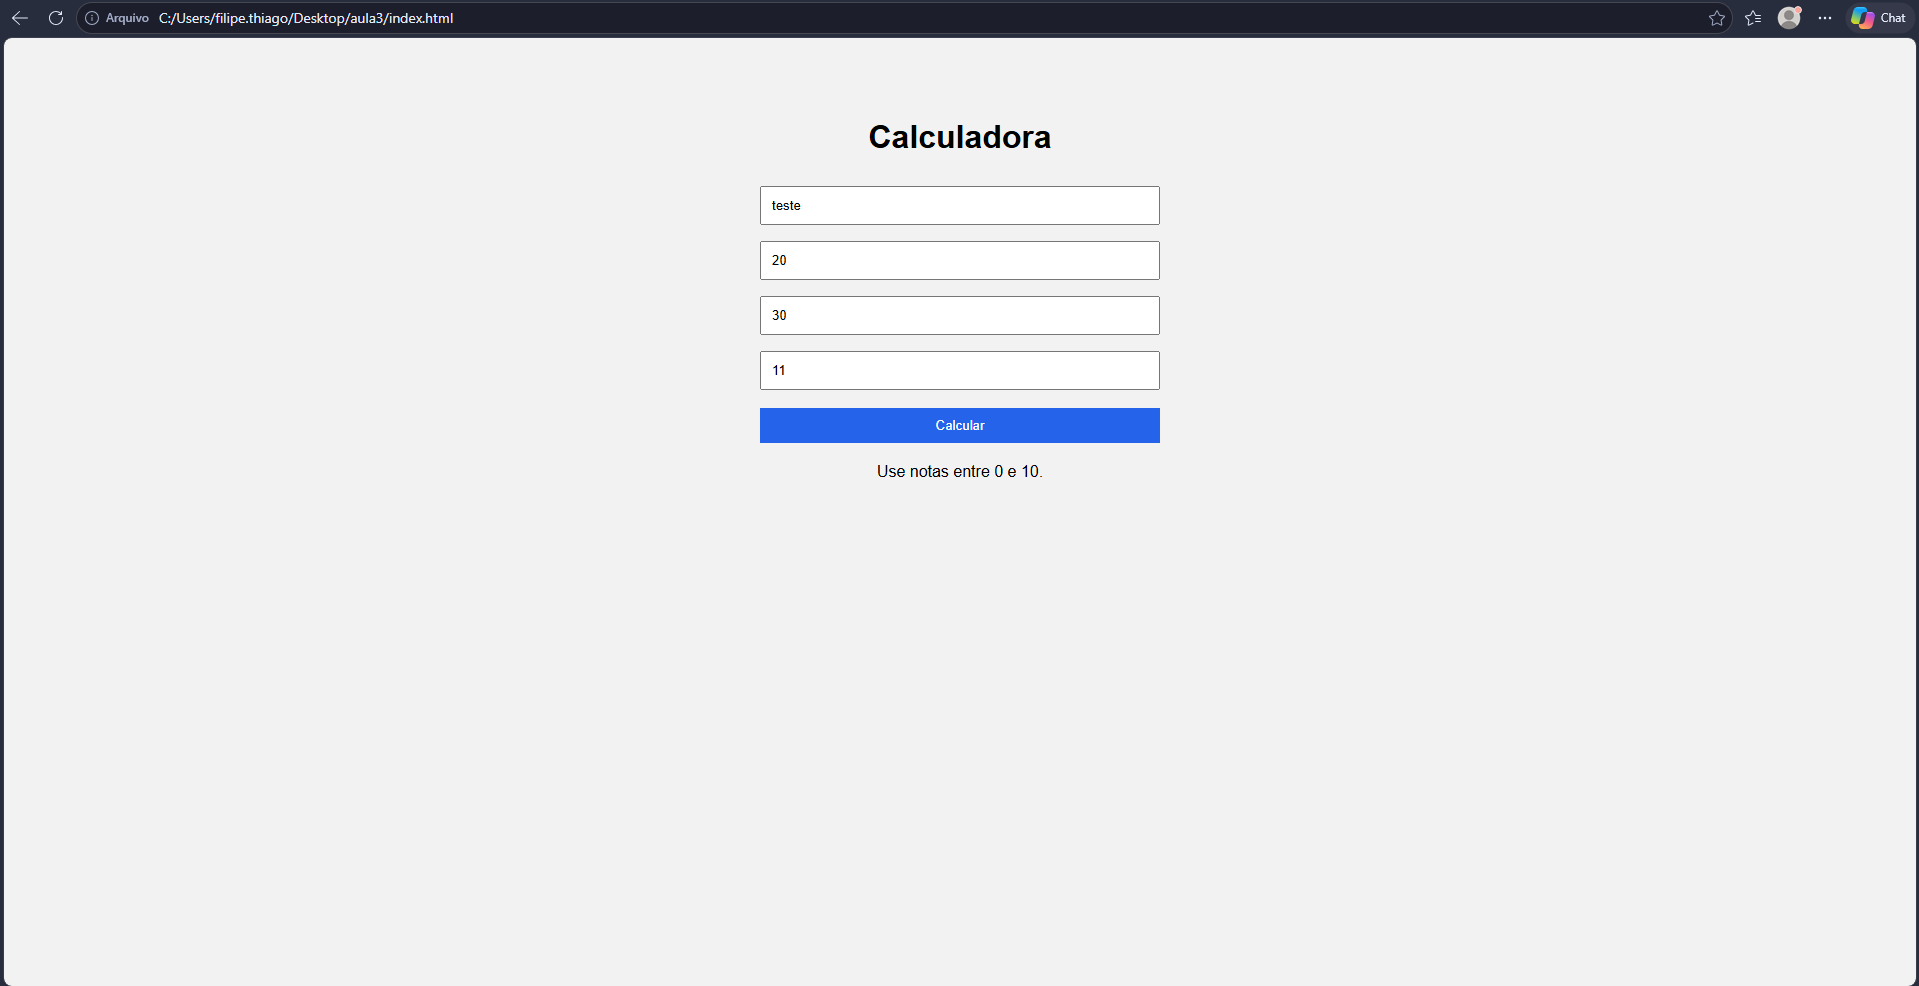 Arquivo C:/Users/filipe.thiago/Desktop/aula3/index.html
Chat
Calculadora
teste
20
30
11
Calcular
Use notas entre 0 e 10.